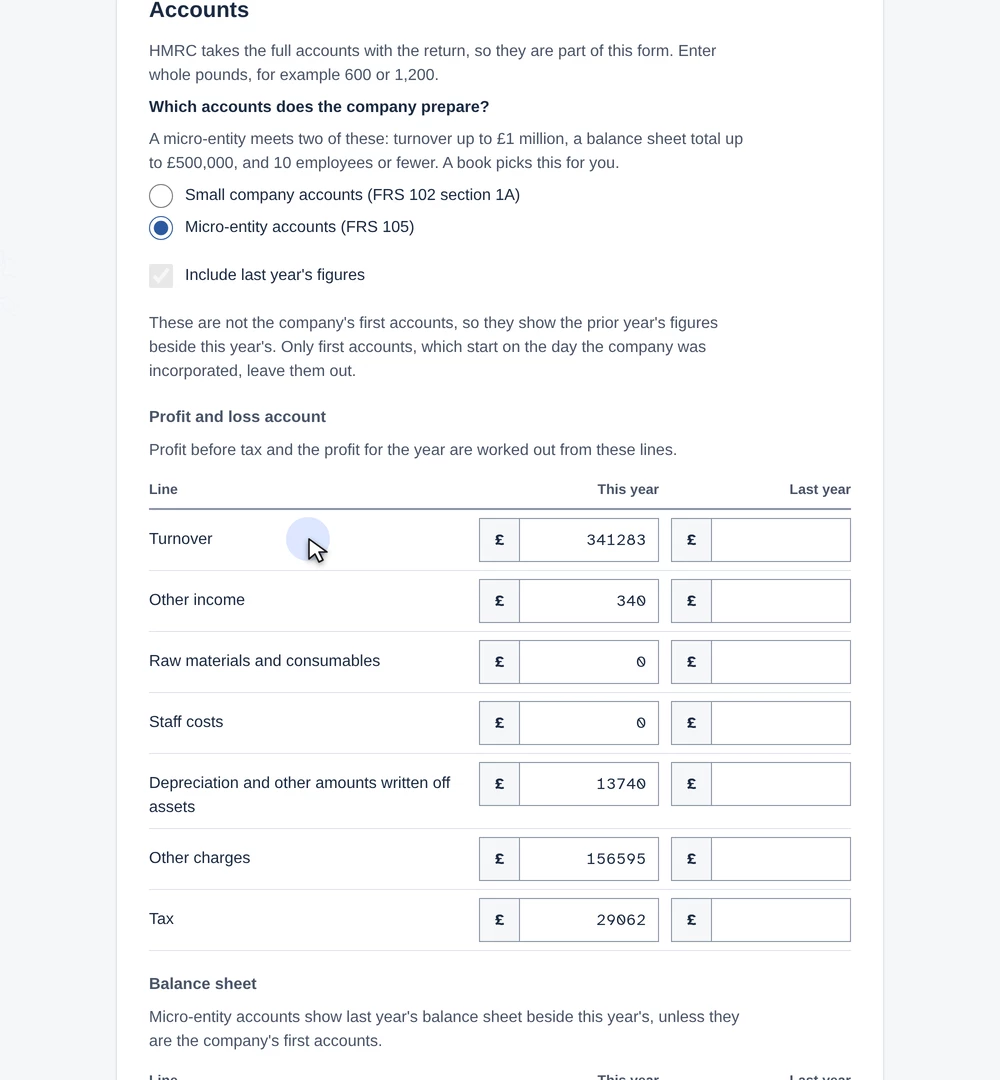 Accounts
HMRC takes the full accounts with the return, so they are part of this form. Enter
whole pounds, for example 600 or 1,200.
Which accounts does the company prepare?
A micro-entity meets two of these: turnover up to £1 million, a balance sheet total up
to £500,000, and 10 employees or fewer. A book picks this for you.
Small company accounts (FRS 102 section 1A)
Micro-entity accounts (FRS 105)
Include last year's figures
These are not the company's first accounts, so they show the prior year's figures
beside this year's. Only first accounts, which start on the day the company was
incorporated, leave them out.
Profit and loss account
Profit before tax and the profit for the year are worked out from these lines.
Line This year Last year
Turnover £ 341283 £
Other income £ 340 £
Raw materials and consumables £ 0 £
Staff costs £ 0 £
Depreciation and other amounts written off £ 13740 £
assets
Other charges £ 156595 £
Tax £ 29062 £
Balance sheet
Micro-entity accounts show last year's balance sheet beside this year's, unless they
are the company's first accounts.
Line This year Last year